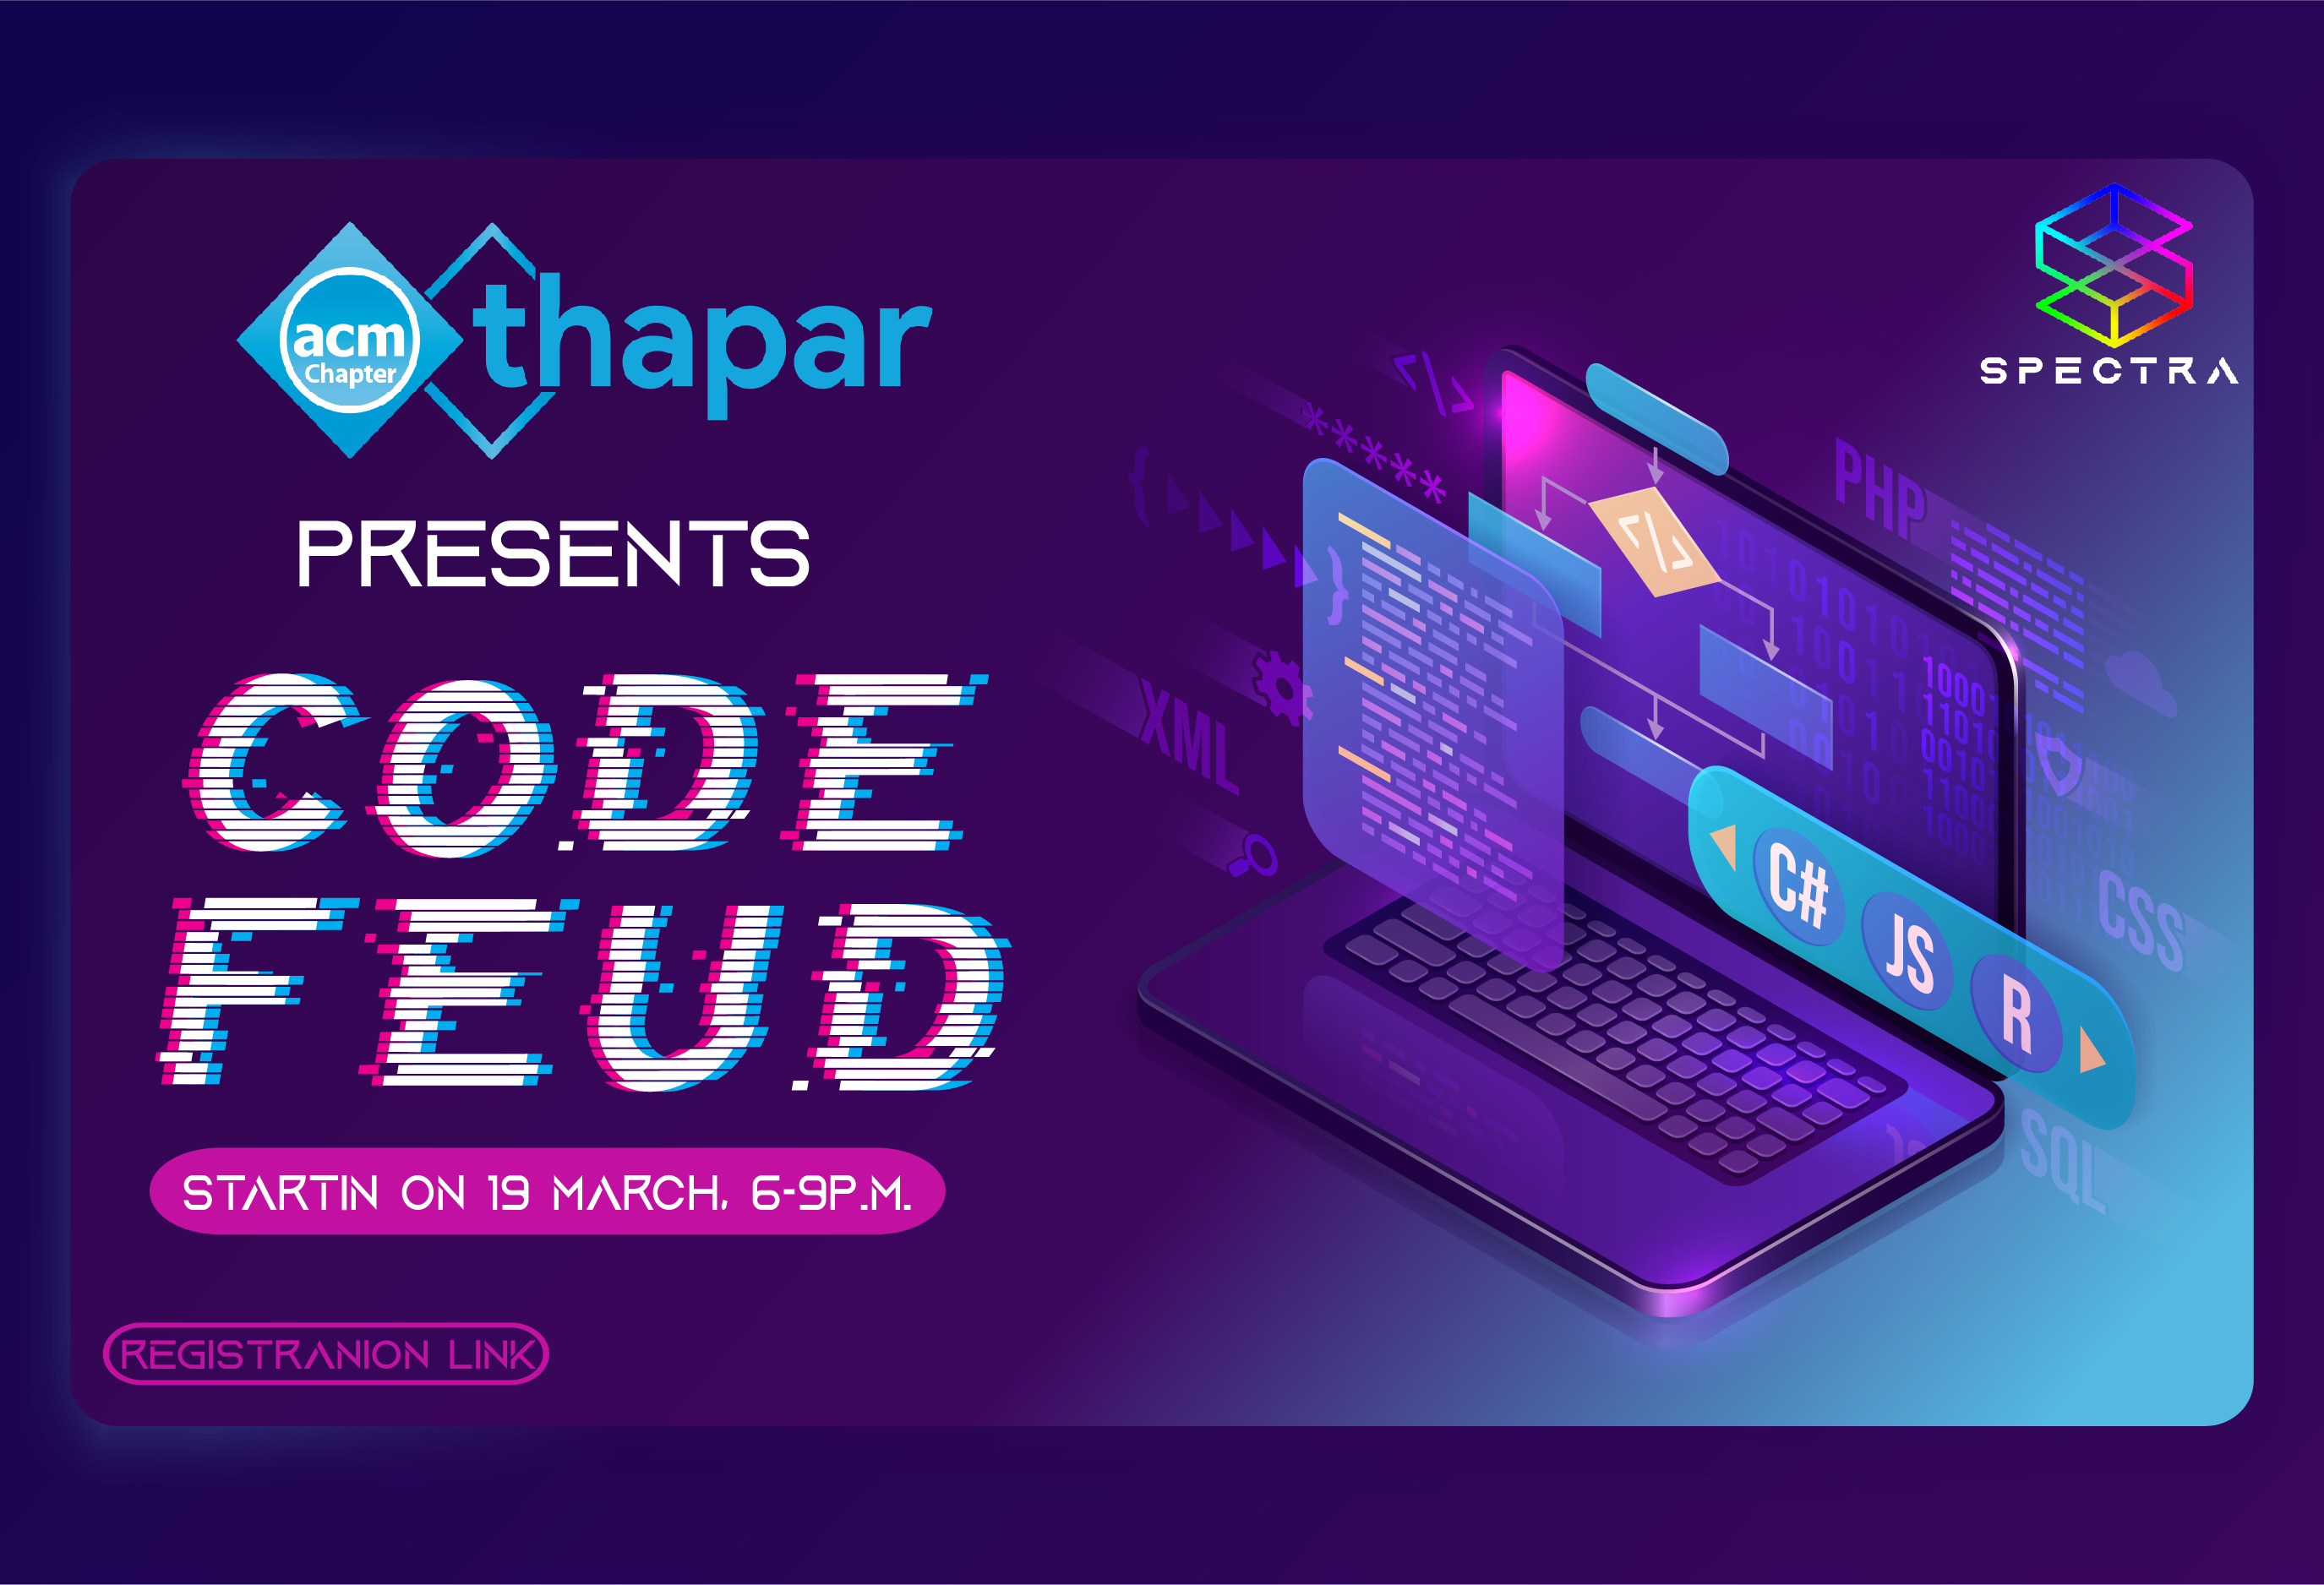 acm
Chapter
thapar
SPECTRA
PRESENTS
CODE
FEUD
STARTIN ON 19 MARCH, 6-9P.M.
REGISTRANION LINK
</>
*****
{
}
PHP
</>
XML
C#
JS
R
CSS
SQL